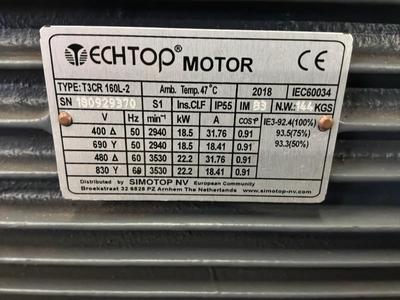 TECHTOP® MOTOR CE
TYPE: T3CR 160L-2 Amb. Temp. 47°C 2018 IEC60034
SN 180929370 S1 Ins.CLF IP55 IM B3 N.W. 144 KGS
V Hz min⁻¹ kW A COSφ IE3-92.4(100%)
400 Δ 50 2940 18.5 31.76 0.91 93.5(75%)
690 Y 50 2940 18.5 18.41 0.91 93.3(50%)
480 Δ 60 3530 22.2 31.76 0.91
830 Y 60 3530 22.2 18.41 0.91
Distributed by SIMOTOP NV European Community
Broekstraat 32 6828 PZ Arnhem The Netherlands www.simotop-nv.com